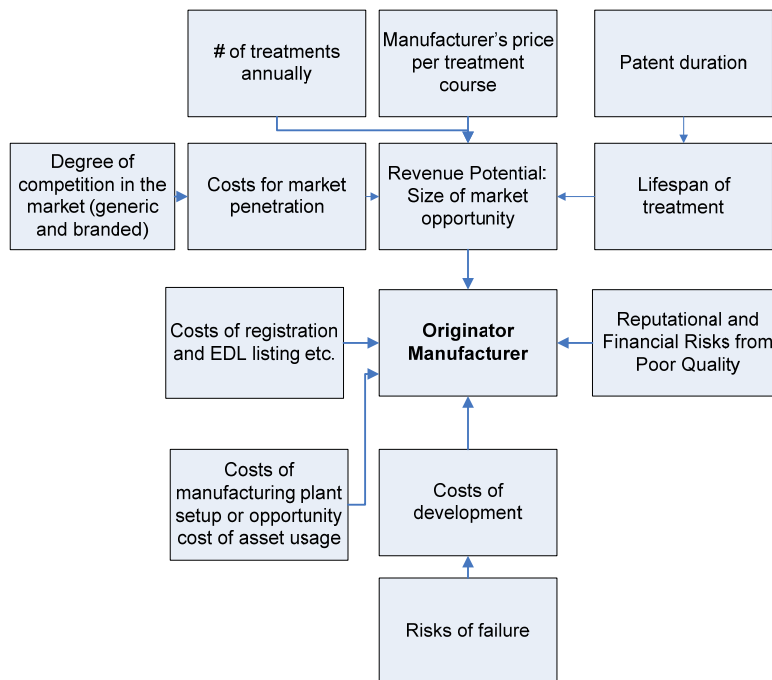 # of treatments
annually
Manufacturer's price
per treatment
course
Patent duration
Degree of
competition in the
market (generic
and branded)
Costs for market
penetration
Revenue Potential:
Size of market
opportunity
Lifespan of
treatment
Costs of registration
and EDL listing etc.
Originator
Manufacturer
Reputational and
Financial Risks from
Poor Quality
Costs of
manufacturing plant
setup or opportunity
cost of asset usage
Costs of
development
Risks of failure